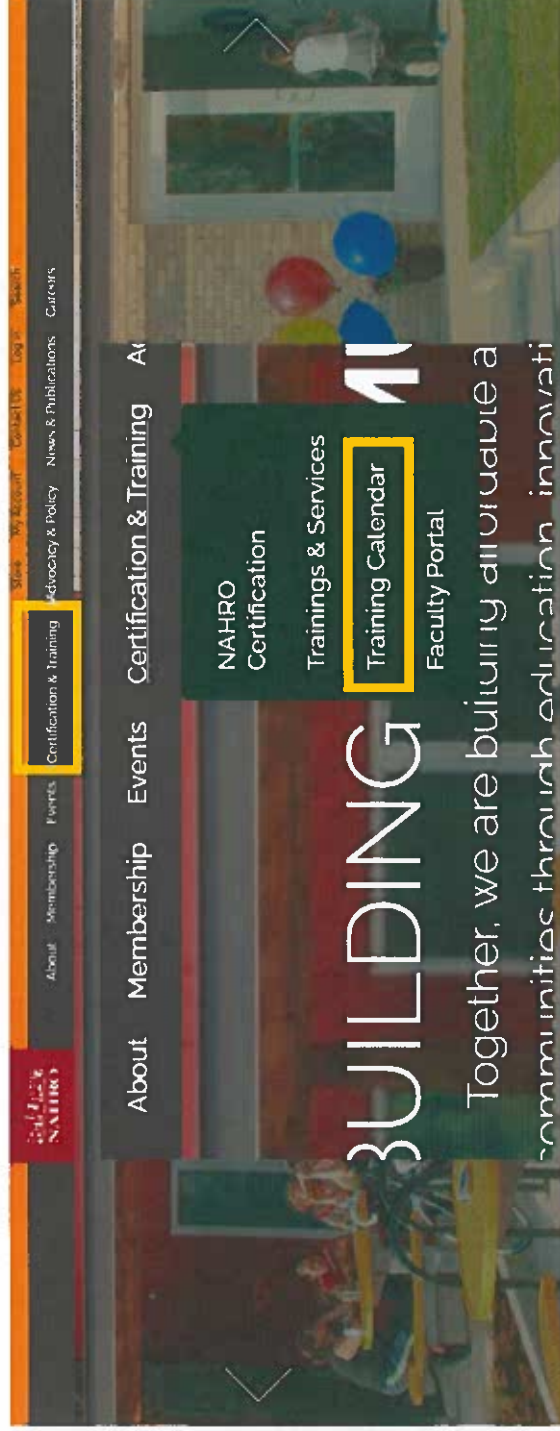 Store My Account Contact Us Log In Search
NAHRO
About Membership Events Certification & Training Advocacy & Policy News & Publications Careers
About Membership Events Certification & Training Ad
NAHRO
Certification
Trainings & Services
Training Calendar
Faculty Portal
BUILDING
Together, we are building affordable a
communities through education, innovati